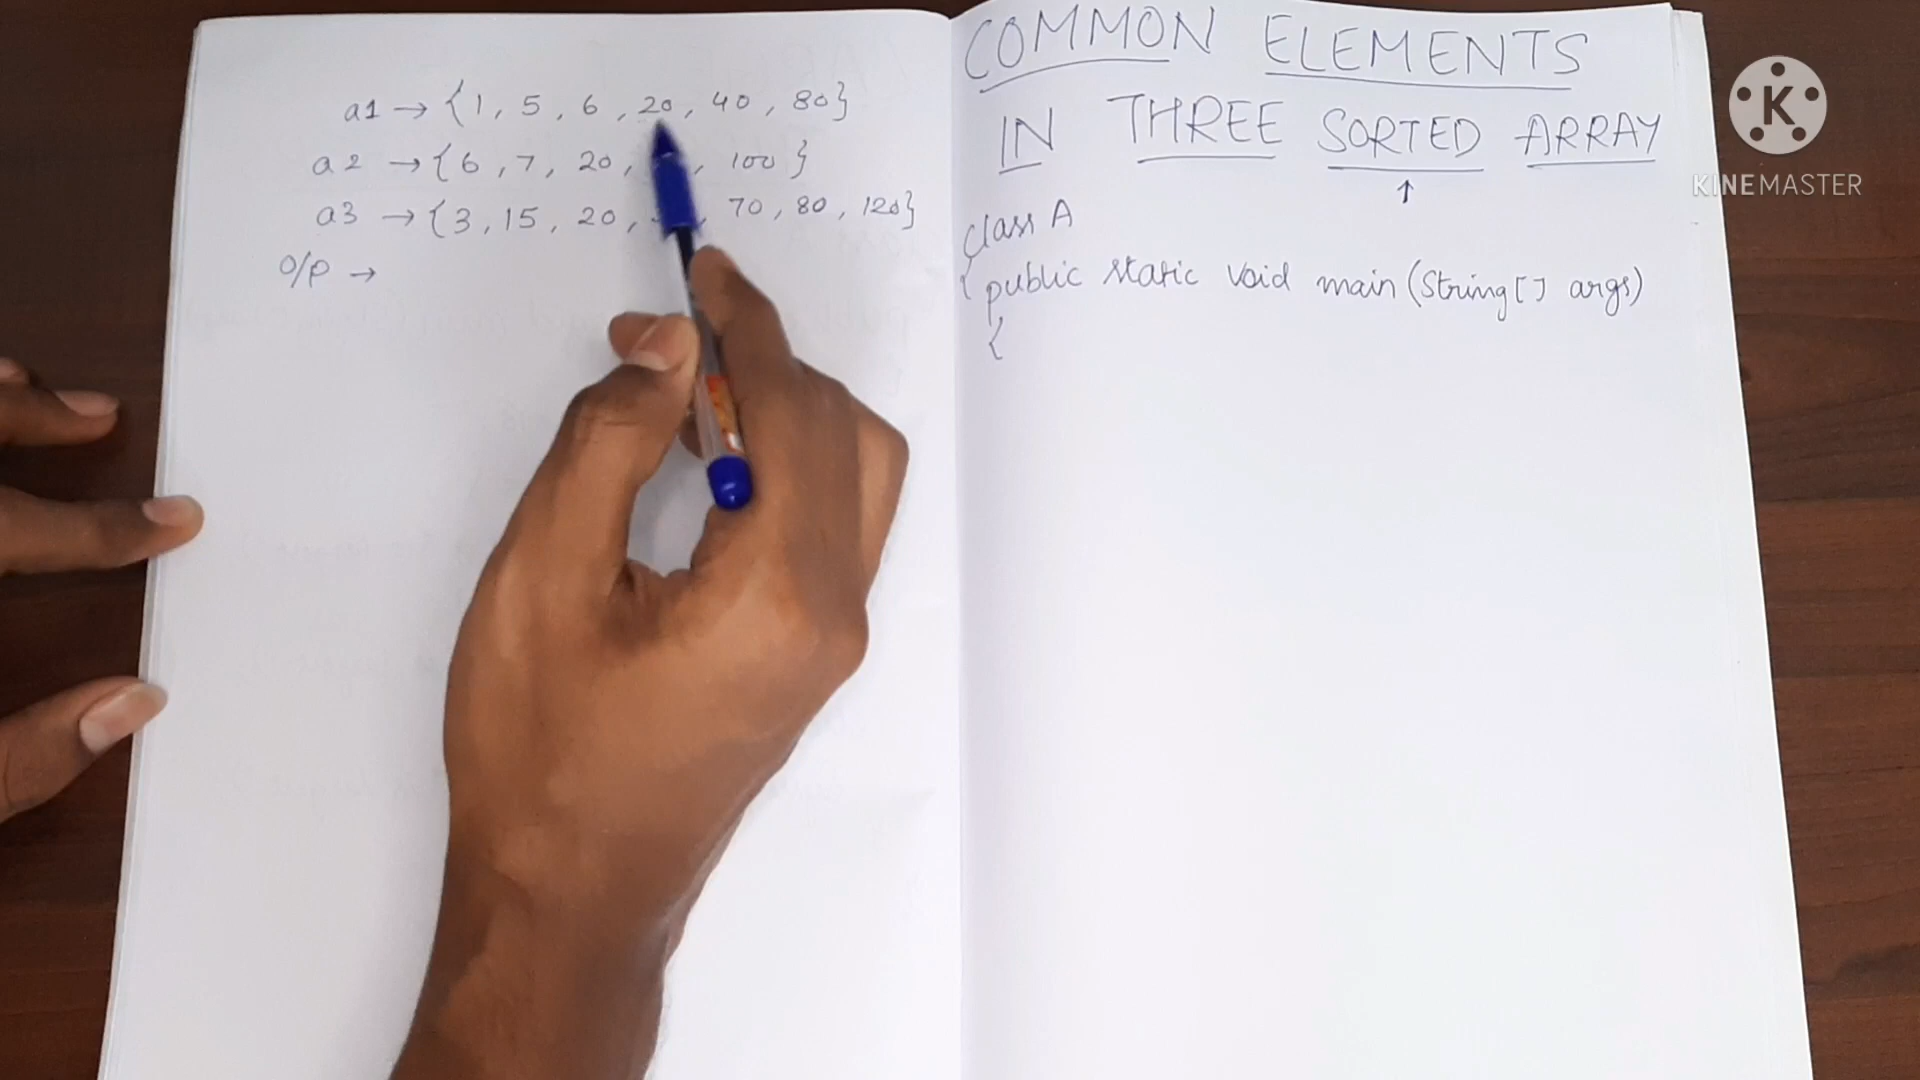 a1 → {1, 5, 6, 20, 40, 80}
a2 → {6, 7, 20, , 100}
a3 → {3, 15, 20, , 70, 80, 120}
O/P →
COMMON ELEMENTS
IN THREE SORTED ARRAY
↑
class A
{ public static void main (String[] args)
{
K
KINEMASTER